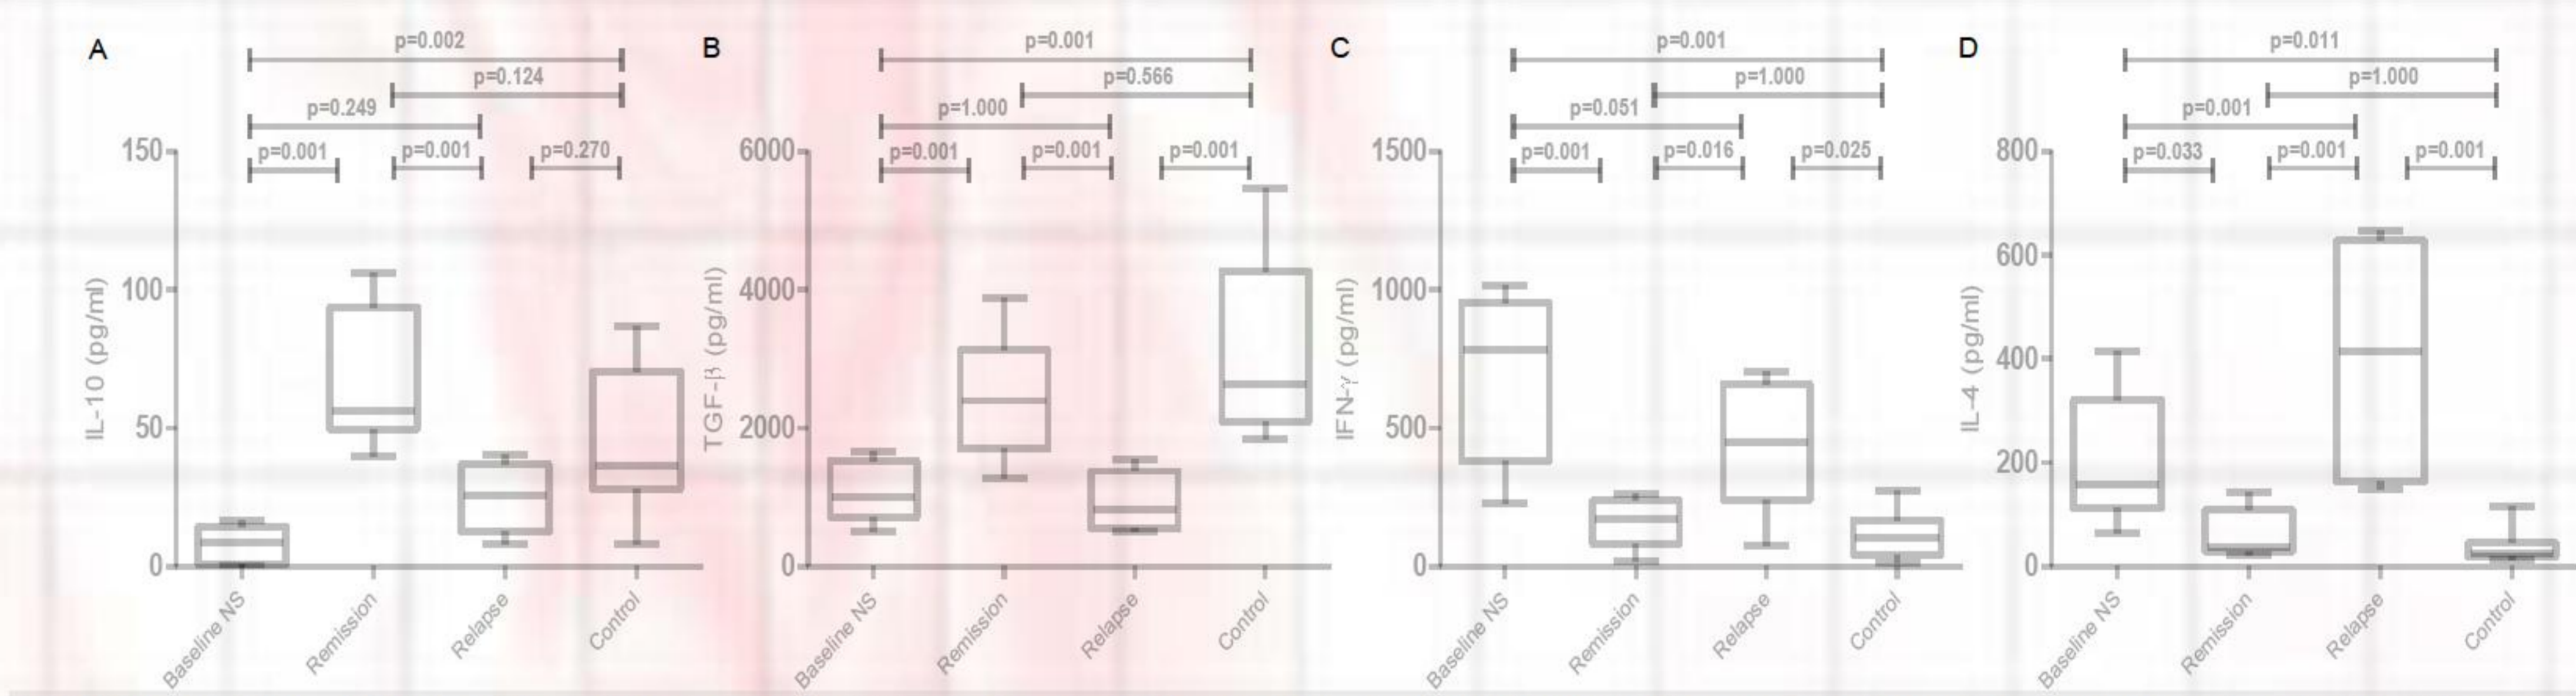 A
p=0.002
p=0.124
p=0.249
p=0.001
p=0.001
p=0.270
150
100
50
0
IL-10 (pg/ml)
Baseline NS
Remission
Relapse
Control
B
p=0.001
p=0.566
p=1.000
p=0.001
p=0.001
p=0.001
6000
4000
2000
0
TGF-β (pg/ml)
Baseline NS
Remission
Relapse
Control
C
p=0.001
p=1.000
p=0.051
p=0.001
p=0.016
p=0.025
1500
1000
500
0
IFN-γ (pg/ml)
Baseline NS
Remission
Relapse
Control
D
p=0.011
p=1.000
p=0.001
p=0.033
p=0.001
p=0.001
800
600
400
200
0
IL-4 (pg/ml)
Baseline NS
Remission
Relapse
Control